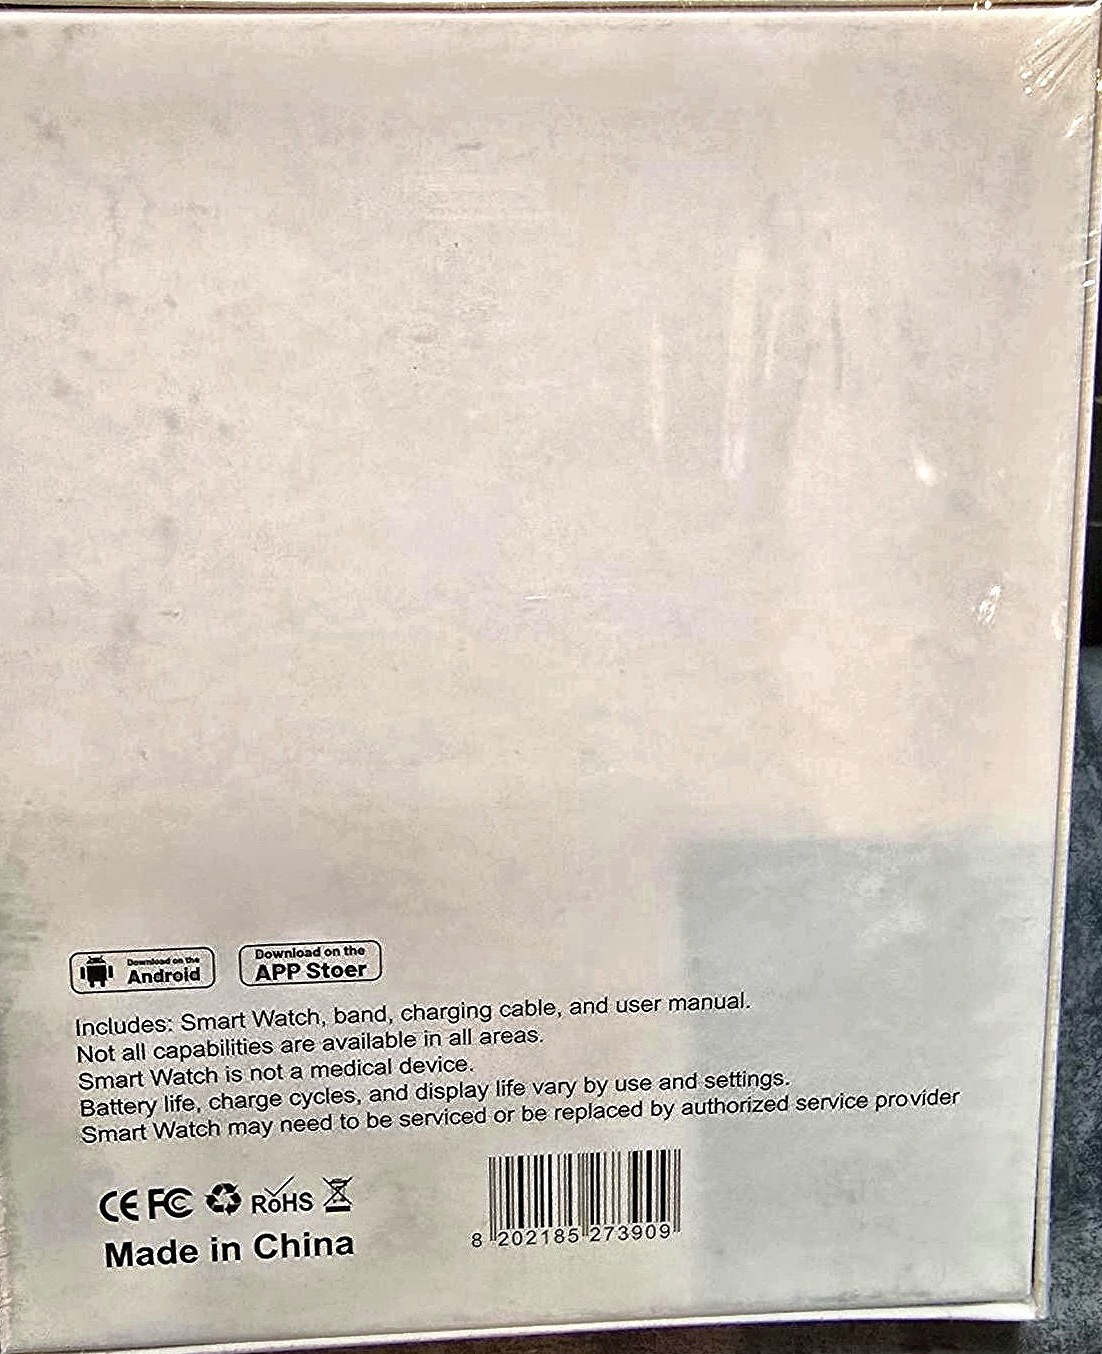 Download on the
Android
Download on the
APP Stoer
Includes: Smart Watch, band, charging cable, and user manual.
Not all capabilities are available in all areas.
Smart Watch is not a medical device.
Battery life, charge cycles, and display life vary by use and settings.
Smart Watch may need to be serviced or be replaced by authorized service provider
CE FC RoHS
Made in China
8 202185 273909